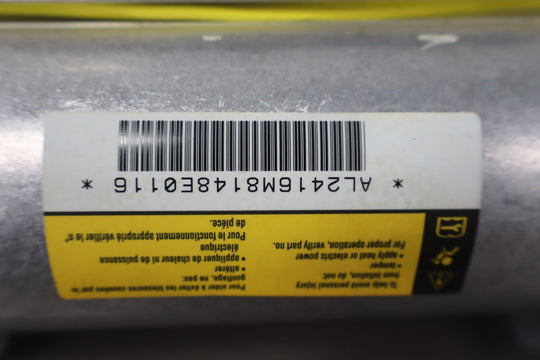 To help avoid personal injury
from inflation, do not:
• tamper
• apply heat or electric power
For proper operation, verify part no.
Pour aider à éviter les blessures causées par le
gonflage, ne pas:
• altérer
• appliquer de chaleur ni de puissance
électrique
Pour le fonctionnement approprié vérifier le n°
de pièce.
* AL2416M8148E0116 *